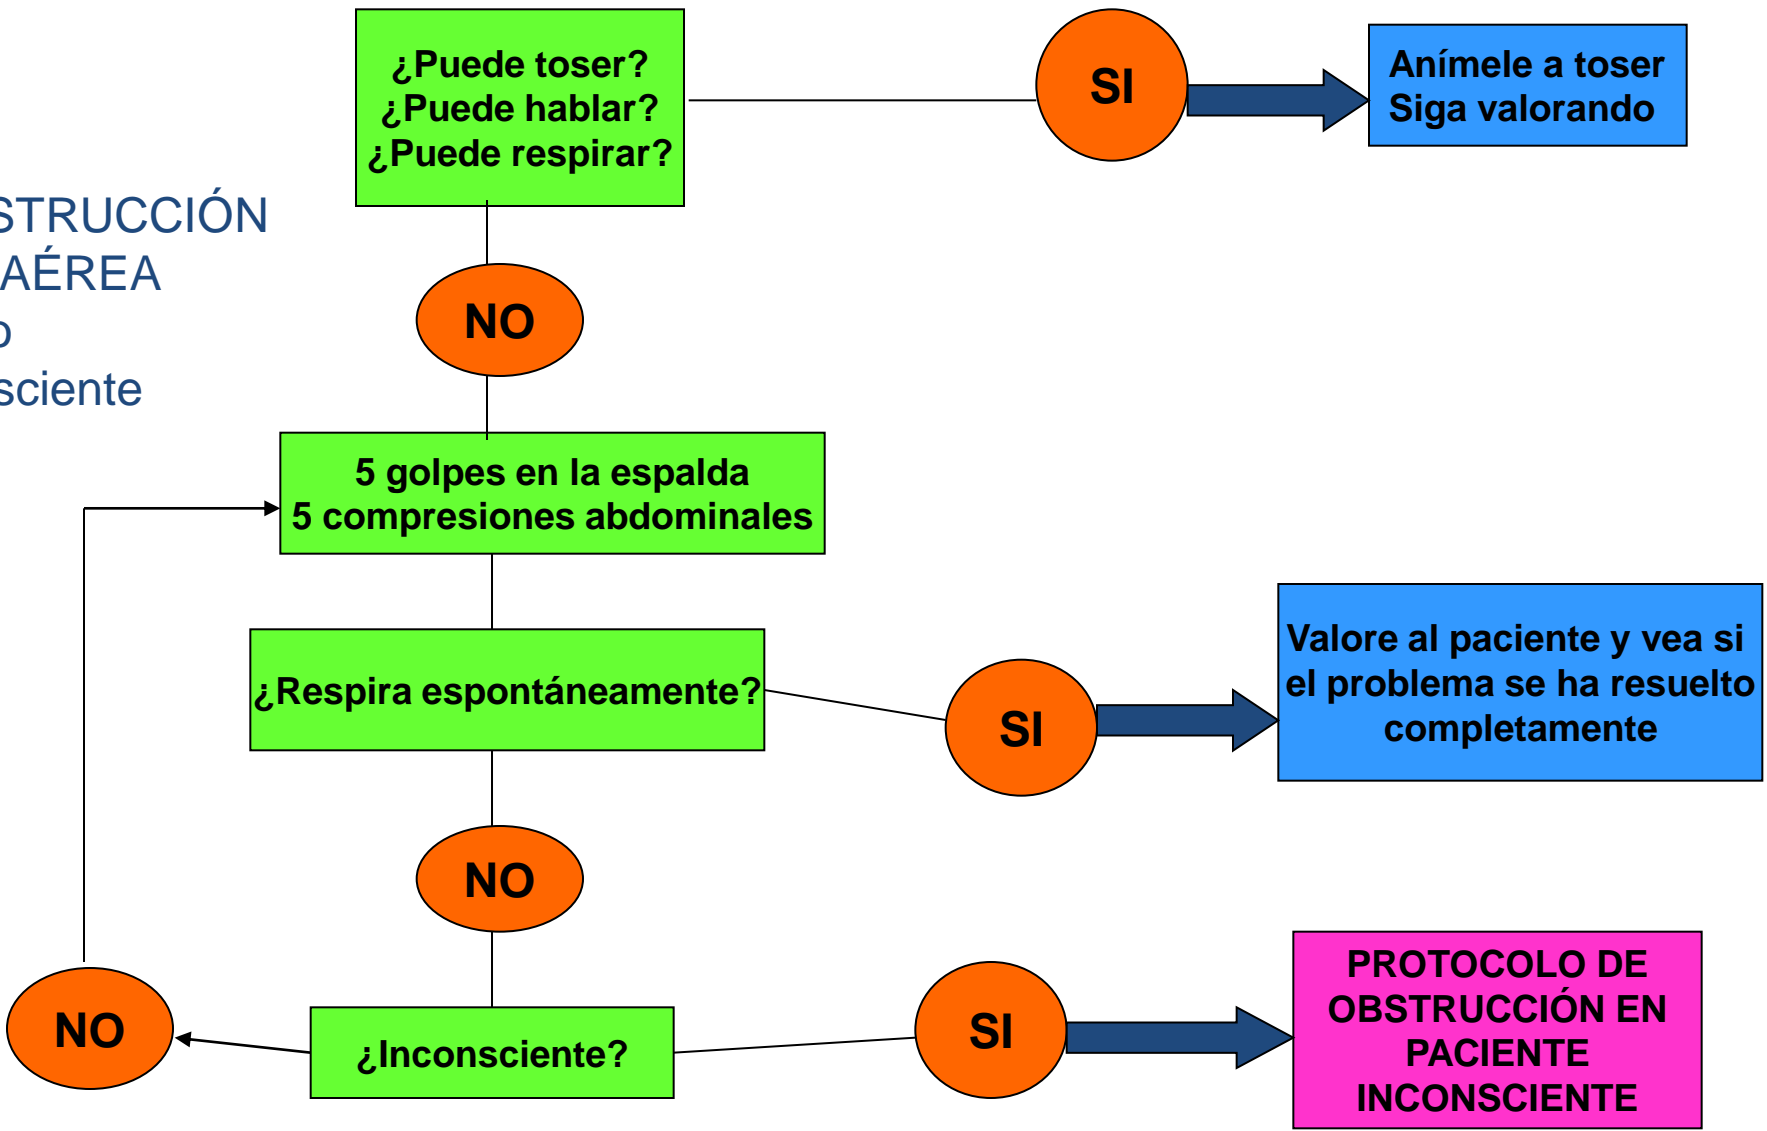 ¿Puede toser?
¿Puede hablar?
¿Puede respirar?
SI
Anímele a toser
Siga valorando
STRUCCIÓN
AÉREA
o
sciente
NO
5 golpes en la espalda
5 compresiones abdominales
¿Respira espontáneamente?
SI
Valore al paciente y vea si
el problema se ha resuelto
completamente
NO
¿Inconsciente?
NO
SI
PROTOCOLO DE
OBSTRUCCIÓN EN
PACIENTE
INCONSCIENTE